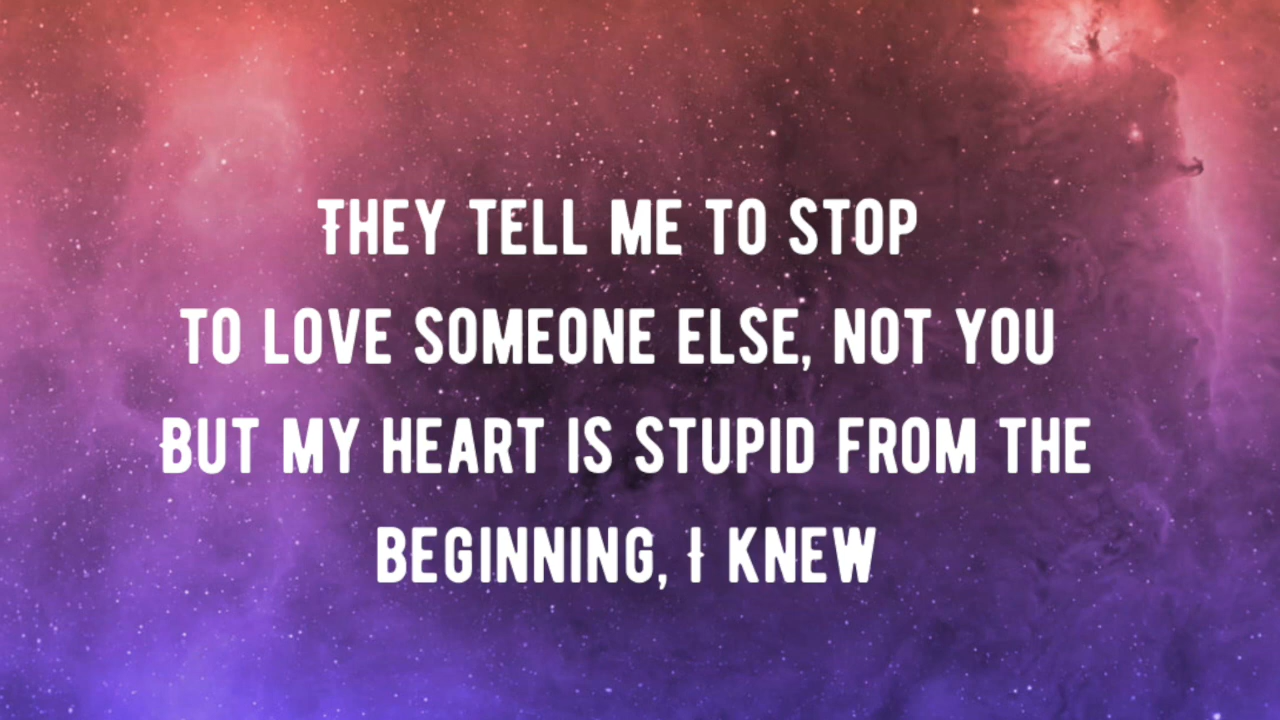 They tell me to stop
to love someone else, not you
But my heart is stupid from the
beginning, I knew